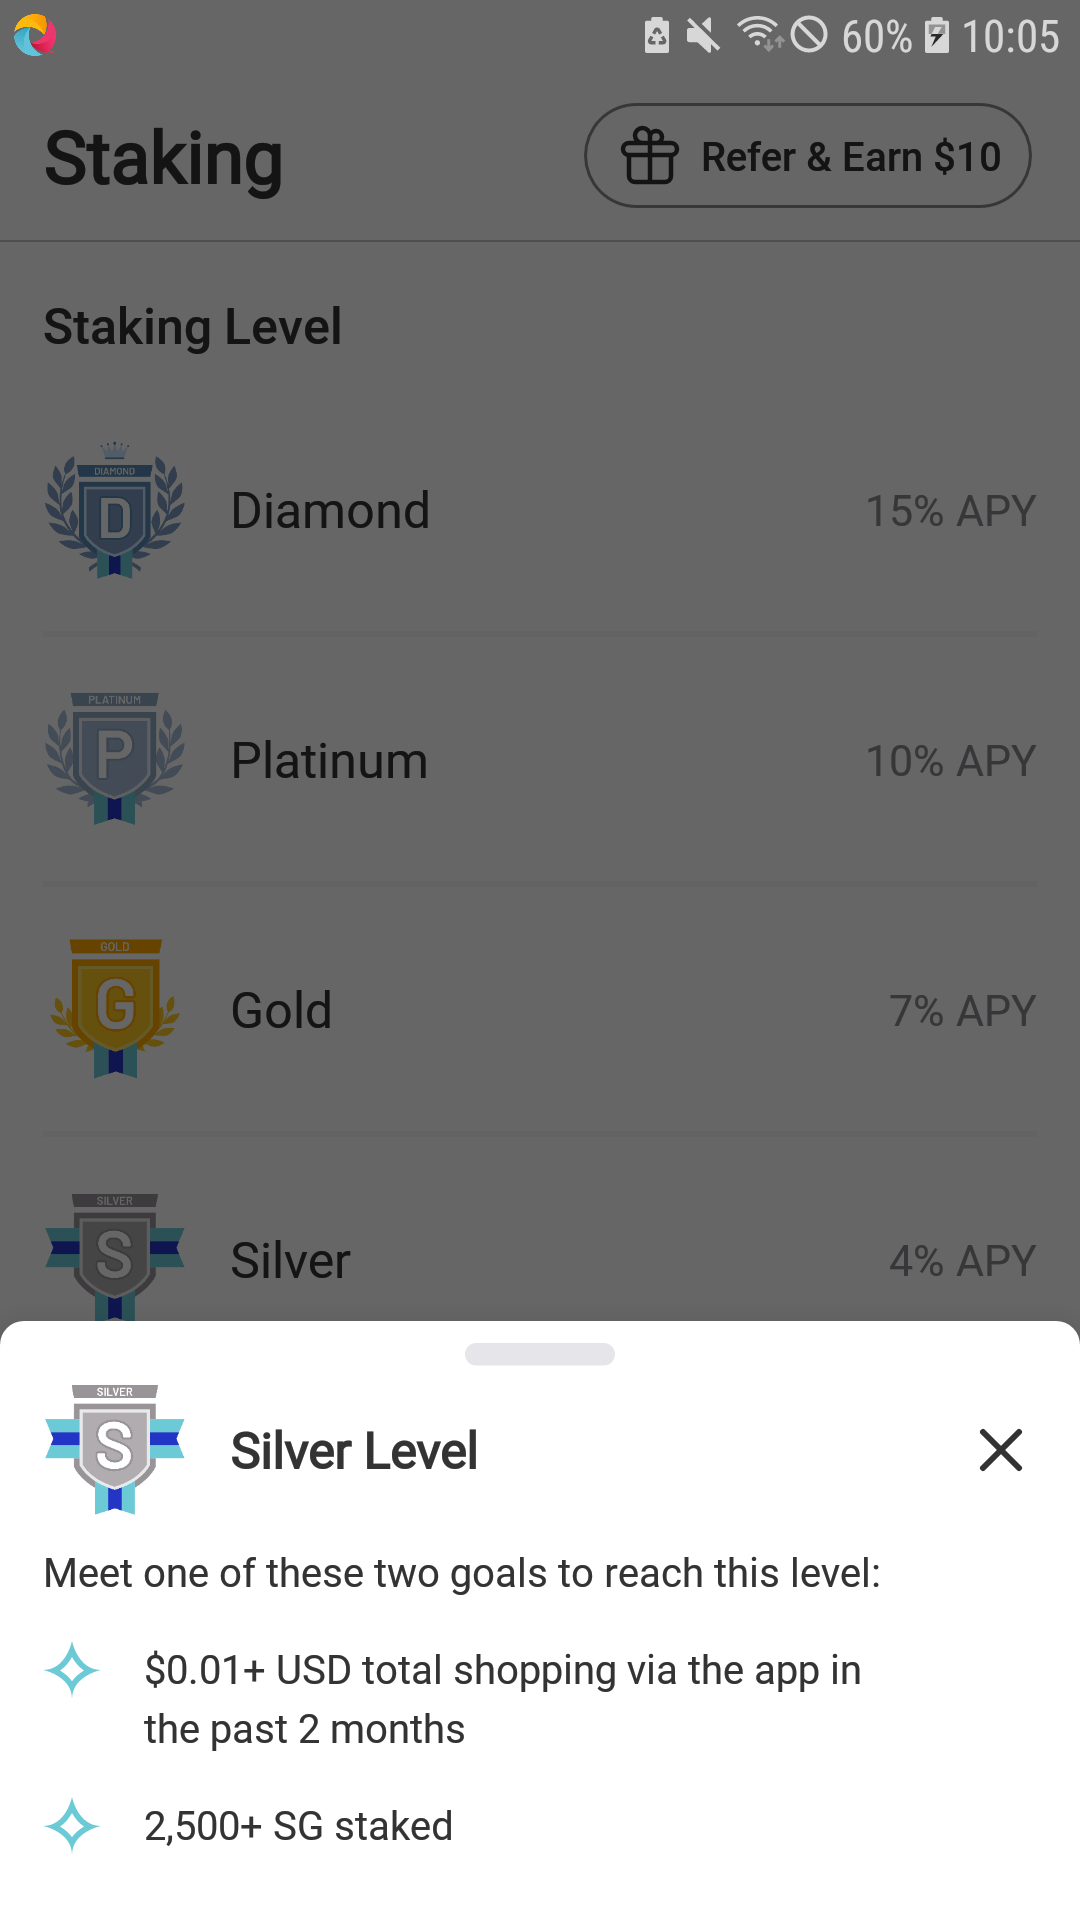 60% 10:05
Staking
Refer & Earn $10
Staking Level
DIAMOND
D
Diamond
15% APY
PLATINUM
P
Platinum
10% APY
GOLD
G
Gold
7% APY
SILVER
S
Silver
4% APY
SILVER
S
Silver Level
Meet one of these two goals to reach this level:
$0.01+ USD total shopping via the app in
the past 2 months
2,500+ SG staked